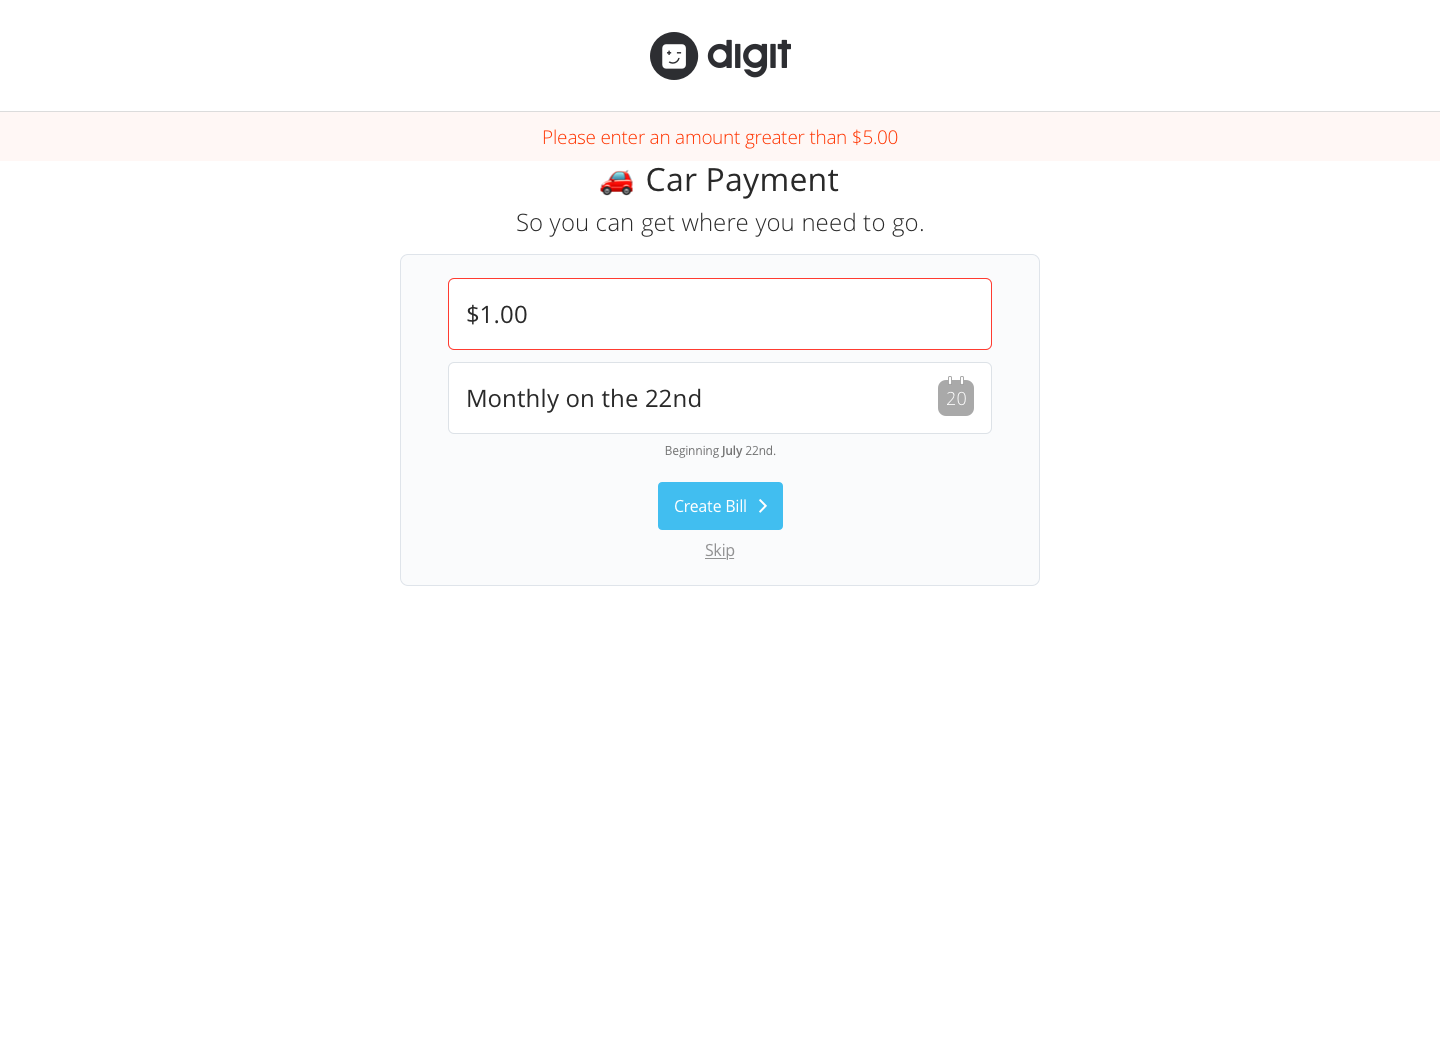 digit
Please enter an amount greater than $5.00
Car Payment
So you can get where you need to go.
$1.00
Monthly on the 22nd
20
Beginning July 22nd.
Create Bill
Skip